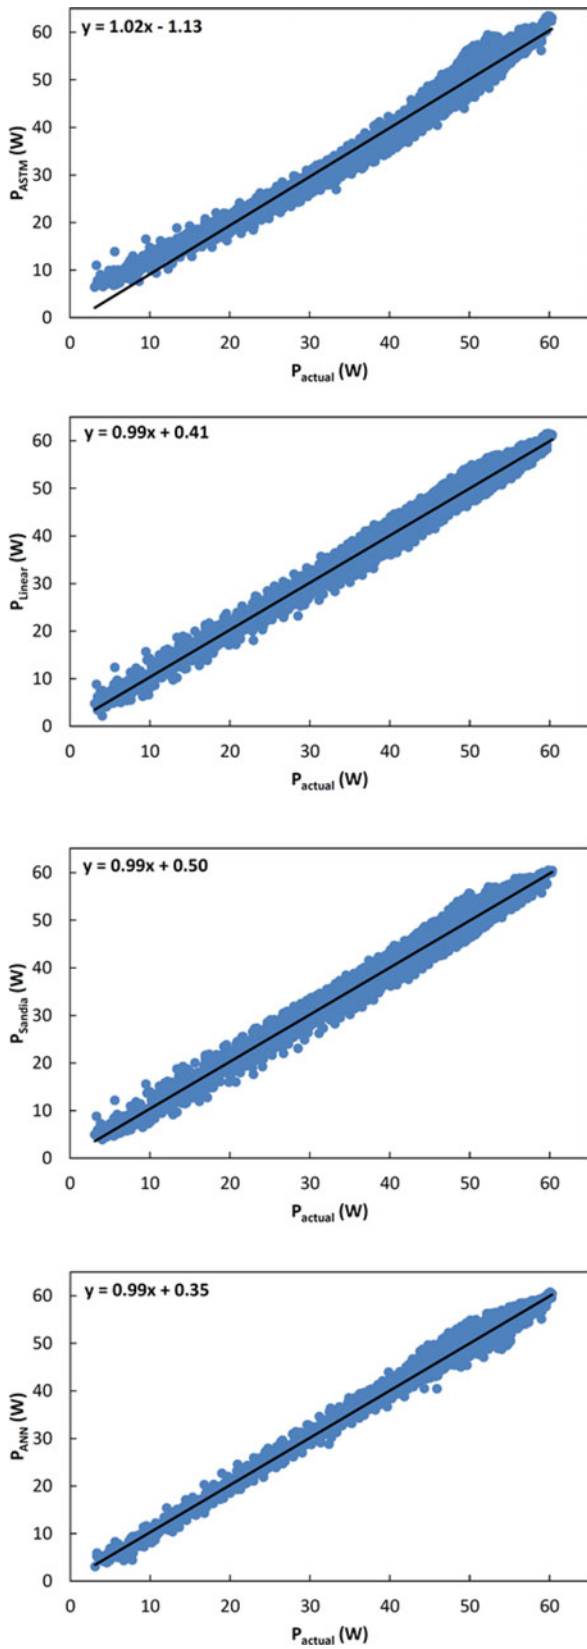 y = 1.02x - 1.13
60
50
40
30
20
10
0
P_ASTM (W)
0 10 20 30 40 50 60
P_actual (W)
y = 0.99x + 0.41
60
50
40
30
20
10
0
P_Linear (W)
0 10 20 30 40 50 60
P_actual (W)
y = 0.99x + 0.50
60
50
40
30
20
10
0
P_Sandia (W)
0 10 20 30 40 50 60
P_actual (W)
y = 0.99x + 0.35
60
50
40
30
20
10
0
P_ANN (W)
0 10 20 30 40 50 60
P_actual (W)